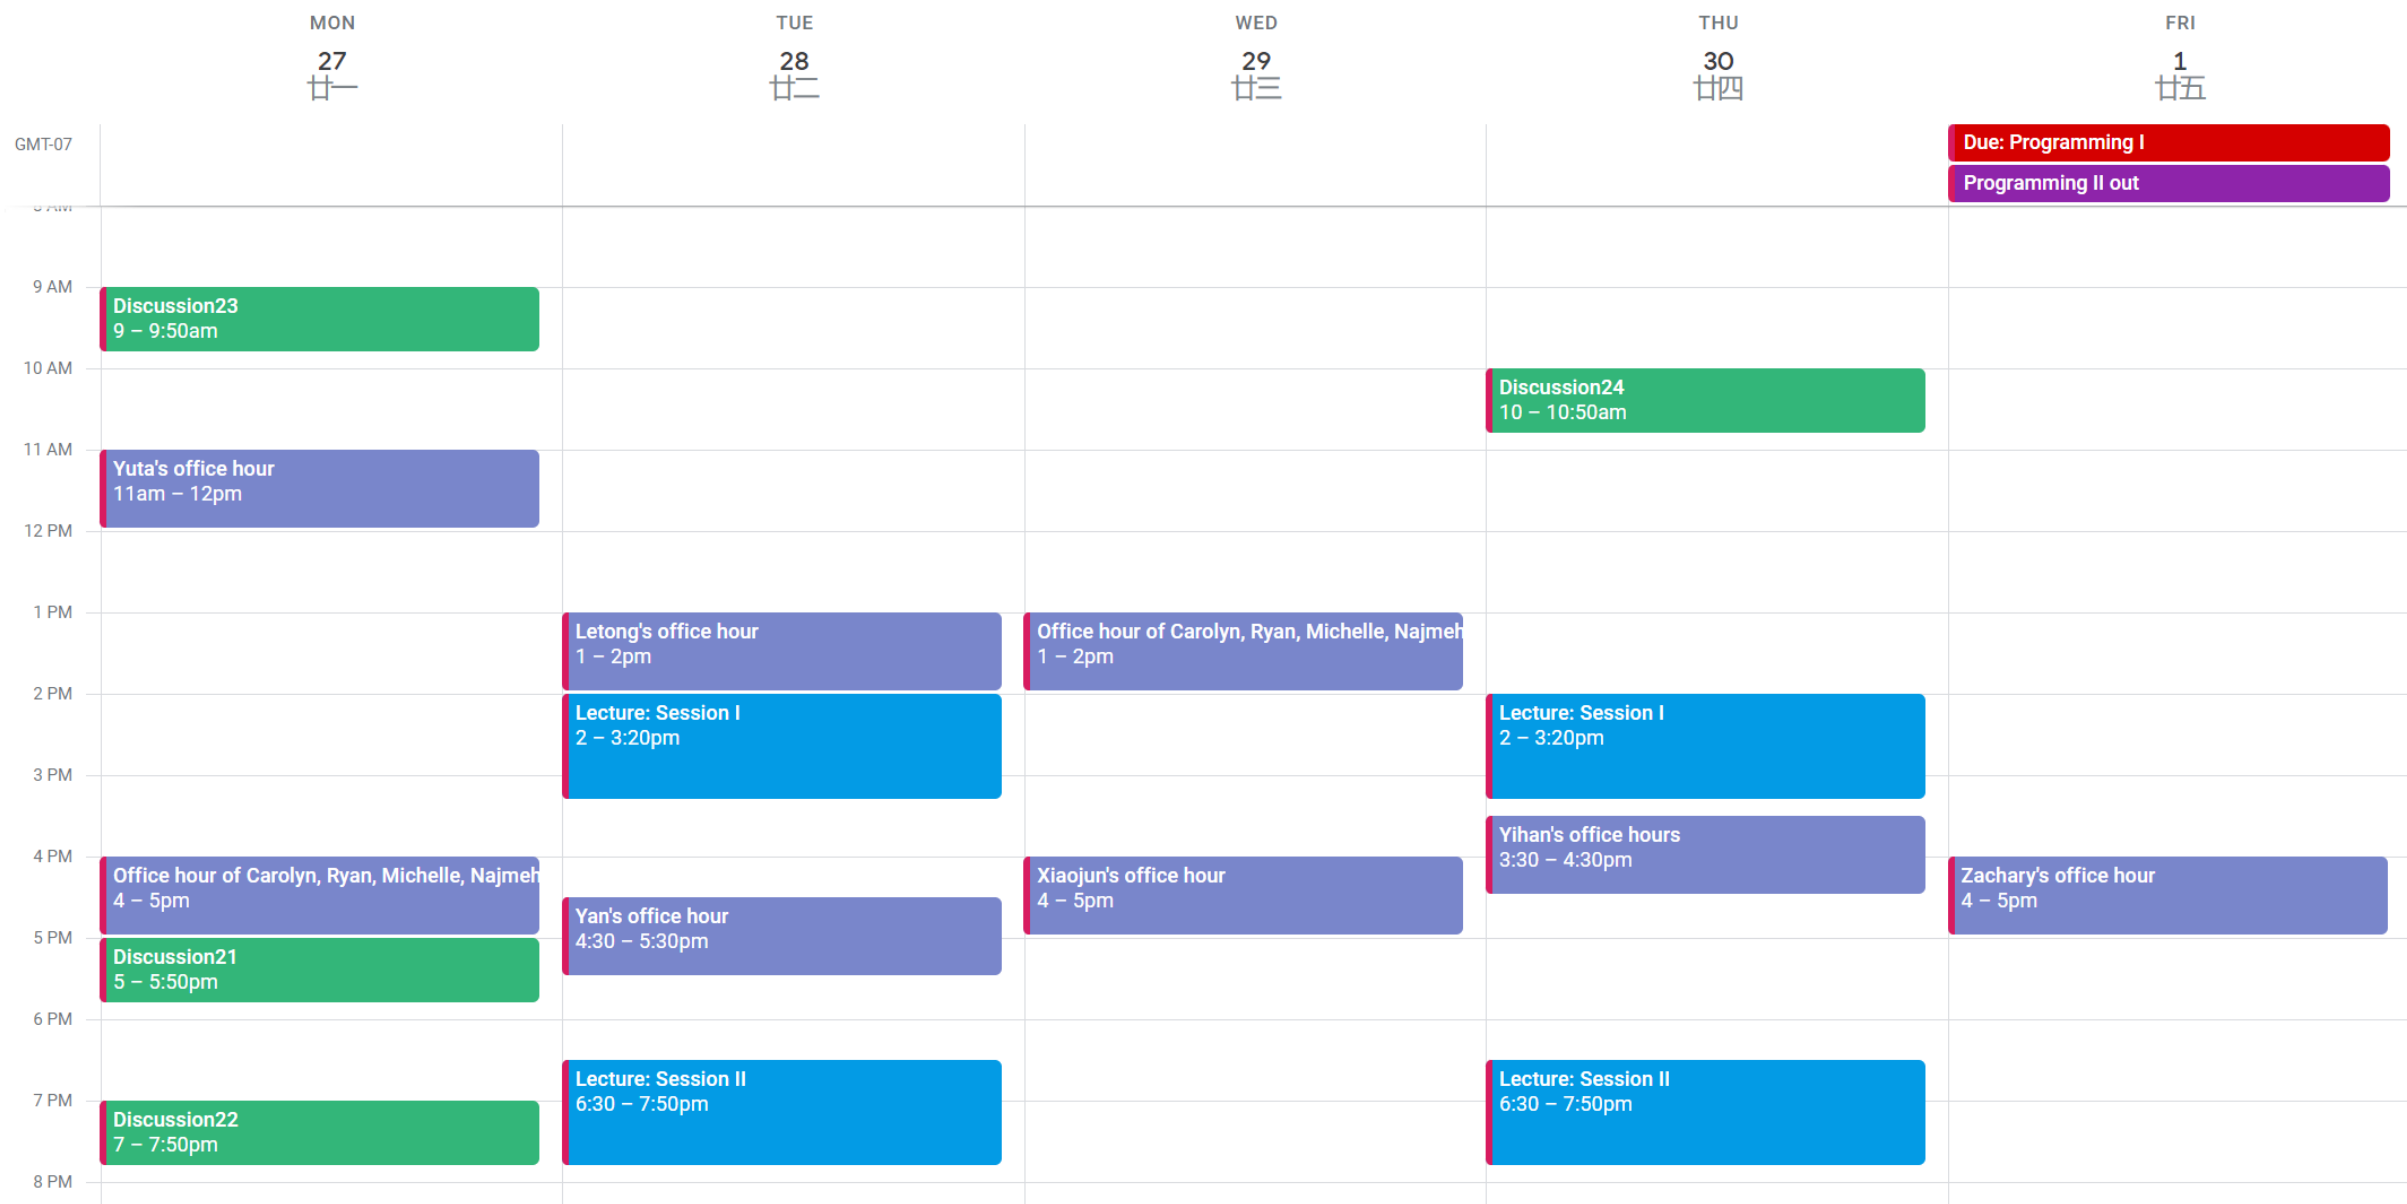 MON
27
廿一
TUE
28
廿二
WED
29
廿三
THU
30
廿四
FRI
1
廿五
GMT-07
Due: Programming I
Programming II out
9 AM
10 AM
11 AM
12 PM
1 PM
2 PM
3 PM
4 PM
5 PM
6 PM
7 PM
8 PM
Discussion23
9 – 9:50am
Yuta's office hour
11am – 12pm
Office hour of Carolyn, Ryan, Michelle, Najmeh
4 – 5pm
Discussion21
5 – 5:50pm
Discussion22
7 – 7:50pm
Letong's office hour
1 – 2pm
Lecture: Session I
2 – 3:20pm
Yan's office hour
4:30 – 5:30pm
Lecture: Session II
6:30 – 7:50pm
Office hour of Carolyn, Ryan, Michelle, Najmeh
1 – 2pm
Xiaojun's office hour
4 – 5pm
Discussion24
10 – 10:50am
Lecture: Session I
2 – 3:20pm
Yihan's office hours
3:30 – 4:30pm
Lecture: Session II
6:30 – 7:50pm
Zachary's office hour
4 – 5pm